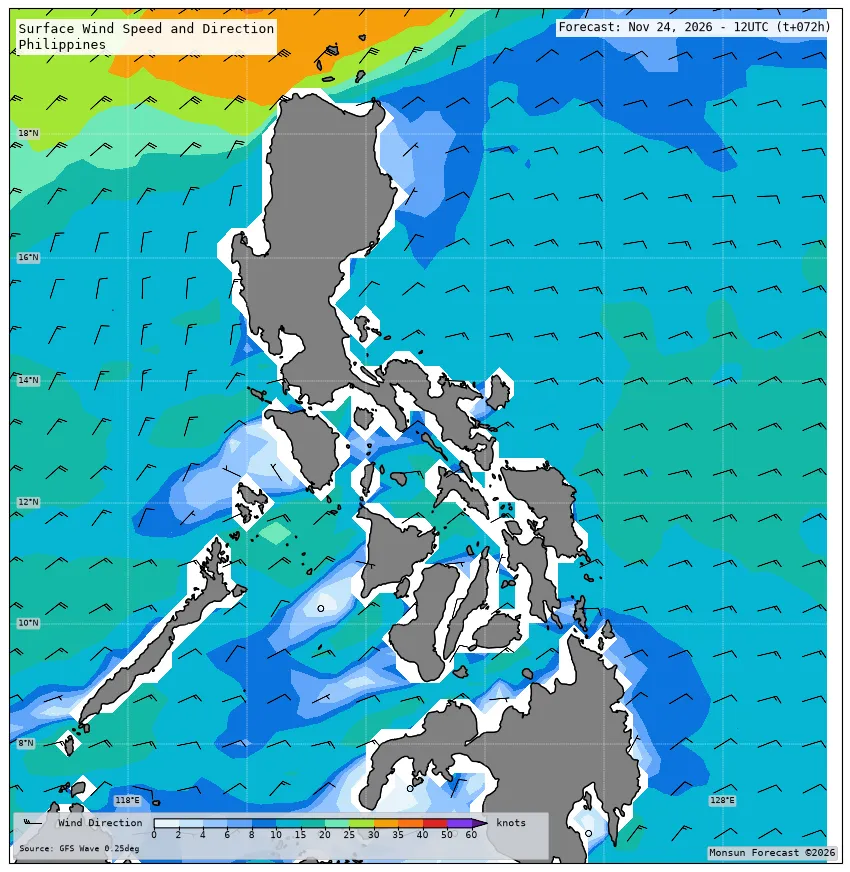 Surface Wind Speed and Direction
Philippines
Forecast: Nov 24, 2026 - 12UTC (t+072h)
18°N
16°N
14°N
12°N
10°N
8°N
118°E
128°E
Wind Direction
knots
0 2 4 6 8 10 15 20 25 30 35 40 50 60
Source: GFS Wave 0.25deg
Monsun Forecast ©2026